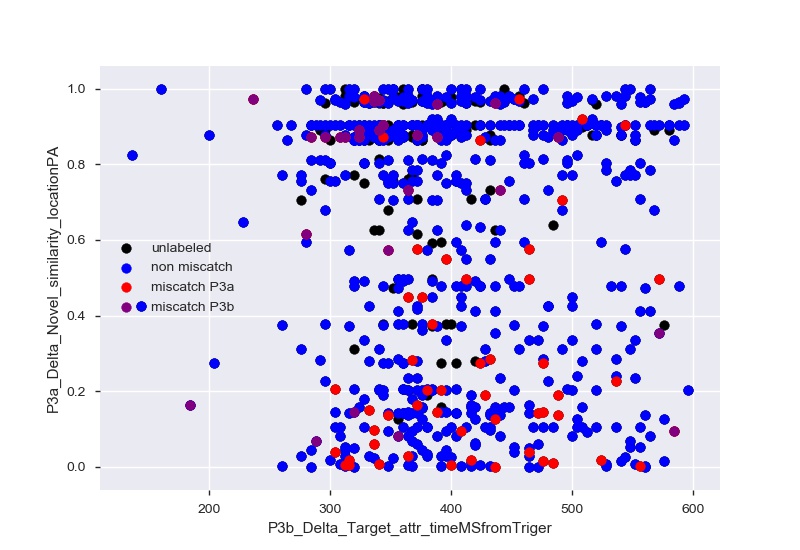 1.0
0.8
0.6
0.4
0.2
0.0
P3a_Delta_Novel_similarity_locationPA
unlabeled
non miscatch
miscatch P3a
miscatch P3b
200 300 400 500 600
P3b_Delta_Target_attr_timeMSfromTriger